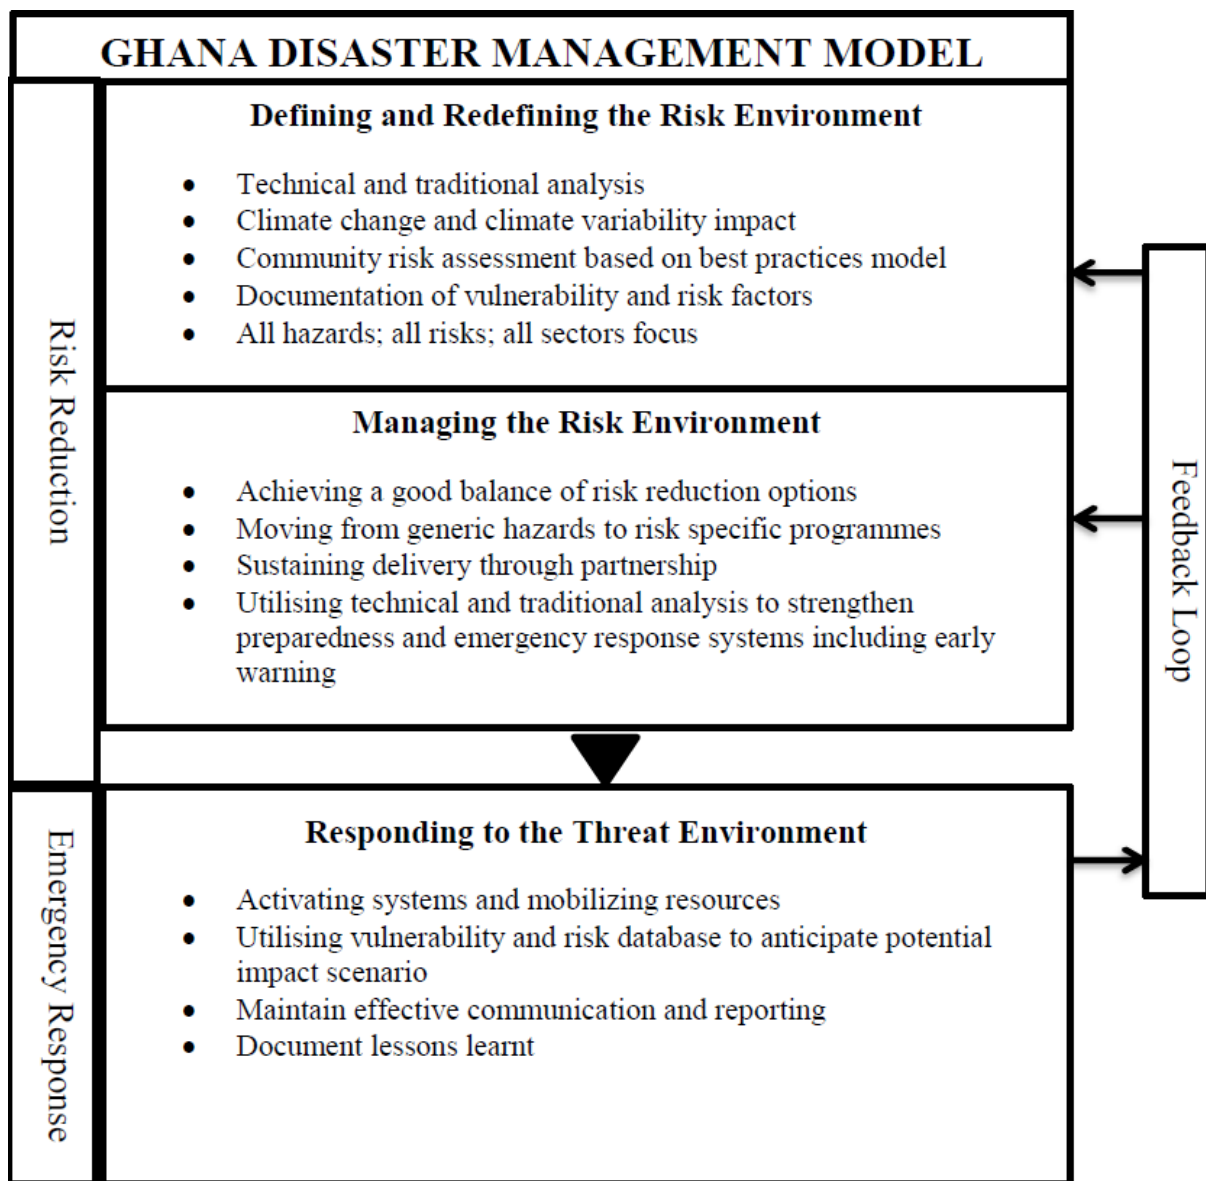 GHANA DISASTER MANAGEMENT MODEL
Risk Reduction
Defining and Redefining the Risk Environment
• Technical and traditional analysis
• Climate change and climate variability impact
• Community risk assessment based on best practices model
• Documentation of vulnerability and risk factors
• All hazards; all risks; all sectors focus
Managing the Risk Environment
• Achieving a good balance of risk reduction options
• Moving from generic hazards to risk specific programmes
• Sustaining delivery through partnership
• Utilising technical and traditional analysis to strengthen
preparedness and emergency response systems including early
warning
Emergency Response
Responding to the Threat Environment
• Activating systems and mobilizing resources
• Utilising vulnerability and risk database to anticipate potential
impact scenario
• Maintain effective communication and reporting
• Document lessons learnt
Feedback Loop